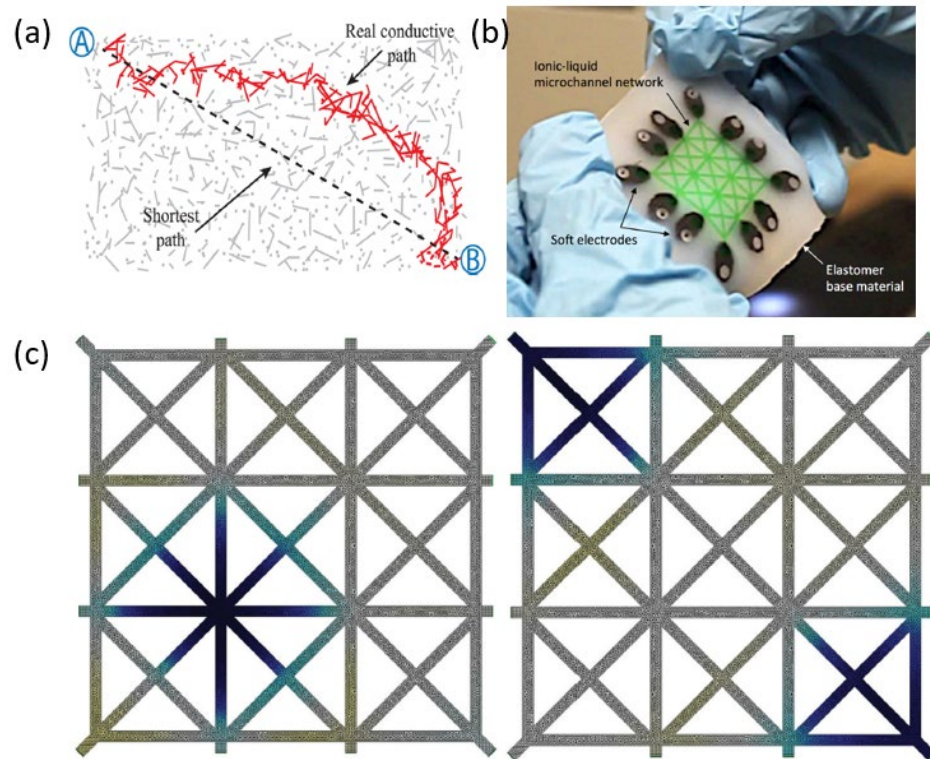 (a)
A
Real conductive
path
Shortest
path
B
(b)
Ionic-liquid
microchannel network
Soft electrodes
Elastomer
base material
(c)